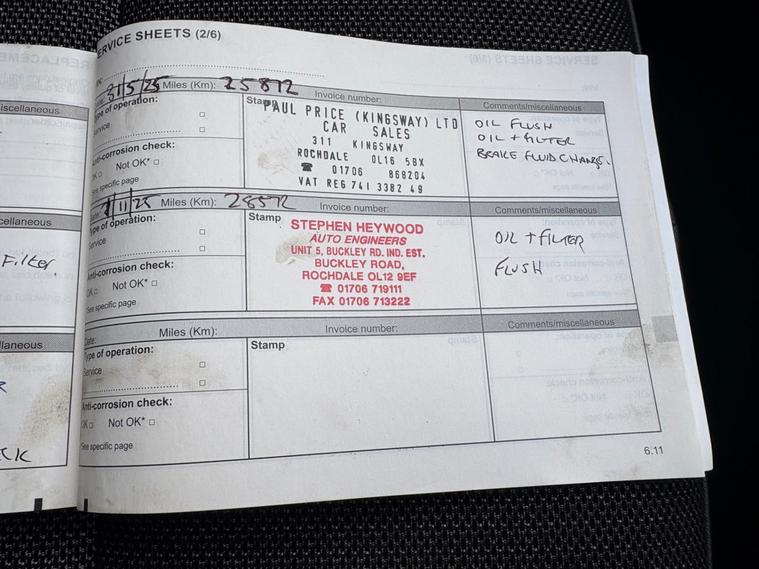 ERVICE SHEETS (2/6)
31/5/25 Miles (Km): 25872 Invoice number:
Type of operation:
Service
Anti-corrosion check:
Not OK*
*See specific page
Stamp
PAUL PRICE (KINGSWAY) LTD
CAR SALES
311 KINGSWAY
ROCHDALE OL16 5BX
☎ 01706 868204
VAT REG 741 3382 49
Comments/miscellaneous
OIL FLUSH
OIL + FILTER
BRAKE FLUID CHANGE.
/11/25 Miles (Km): 28572 Invoice number:
Type of operation:
Service
Anti-corrosion check:
OK Not OK*
*See specific page
Stamp
STEPHEN HEYWOOD
AUTO ENGINEERS
UNIT 5, BUCKLEY RD. IND. EST.
BUCKLEY ROAD,
ROCHDALE OL12 9EF
☎ 01706 719111
FAX 01706 713222
Comments/miscellaneous
OIL + FILTER
FLUSH
Date: Miles (Km): Invoice number:
Type of operation:
Service
Anti-corrosion check:
OK Not OK*
*See specific page
Stamp
Comments/miscellaneous
6.11
iscellaneous
cellaneous
Filter.
laneous